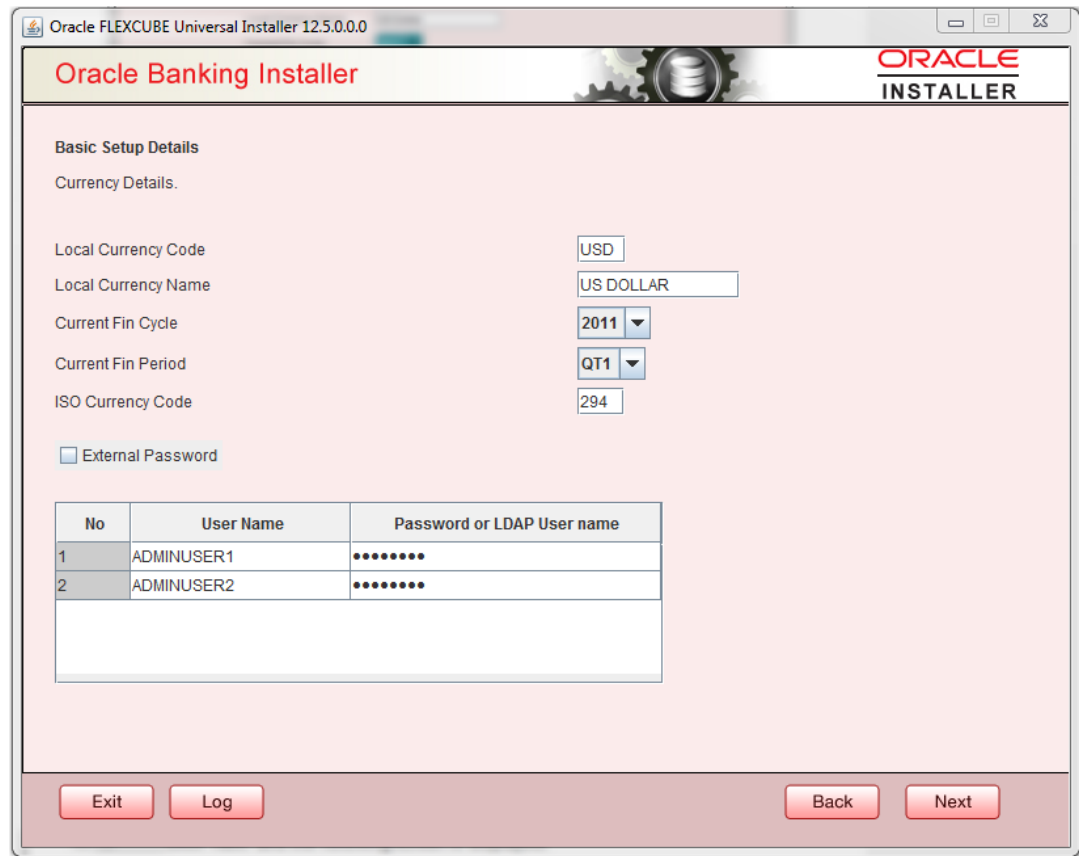 Oracle FLEXCUBE Universal Installer 12.5.0.0.0
Oracle Banking Installer
ORACLE
INSTALLER
Basic Setup Details
Currency Details.
Local Currency Code USD
Local Currency Name US DOLLAR
Current Fin Cycle 2011
Current Fin Period QT1
ISO Currency Code 294
External Password
No User Name Password or LDAP User name
1 ADMINUSER1 ••••••••
2 ADMINUSER2 ••••••••
Exit Log Back Next